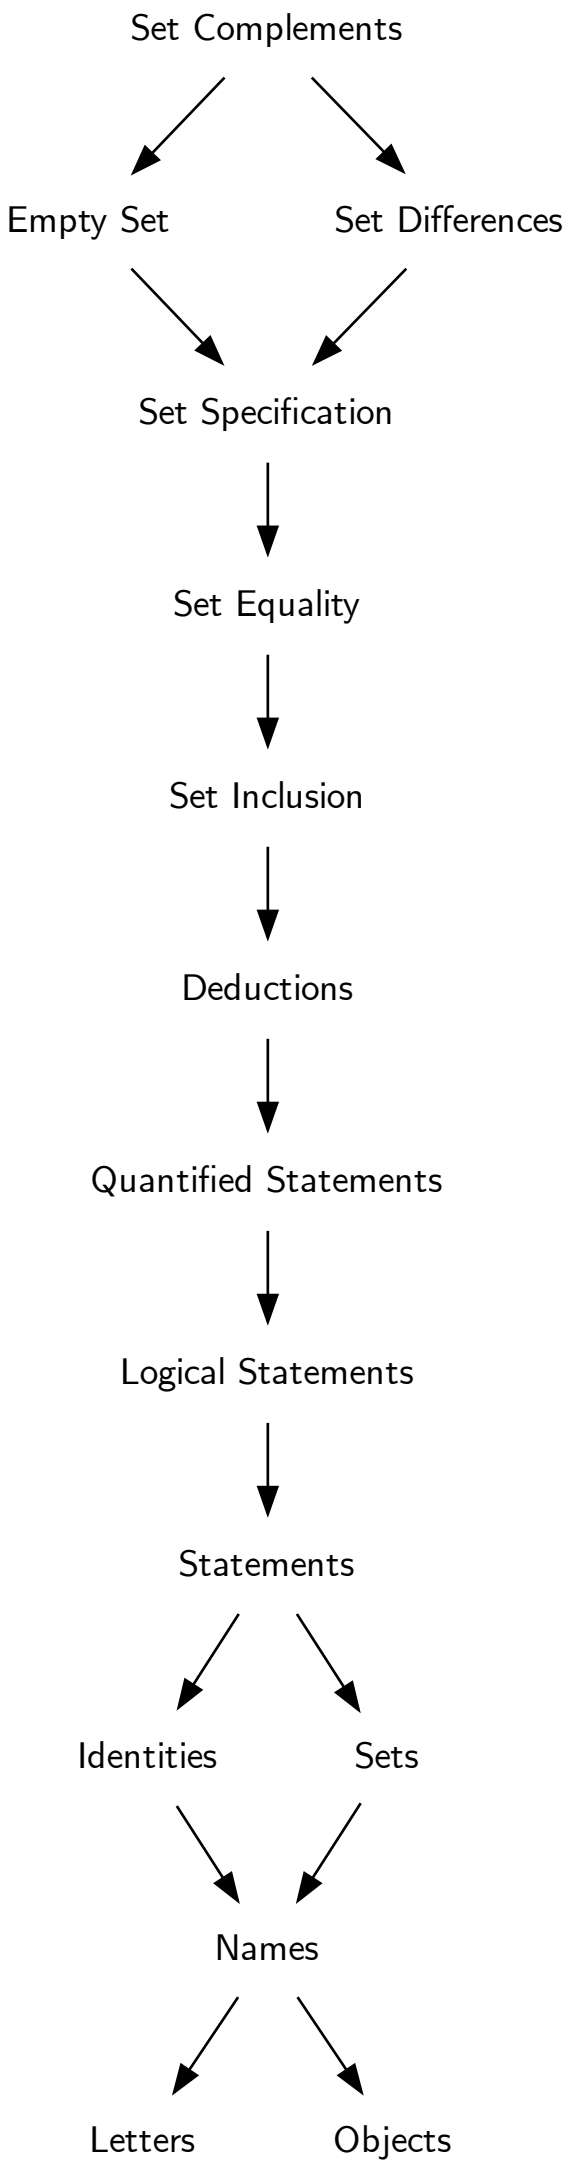 Set Complements
Empty Set
Set Differences
Set Specification
Set Equality
Set Inclusion
Deductions
Quantified Statements
Logical Statements
Statements
Identities
Sets
Names
Letters
Objects